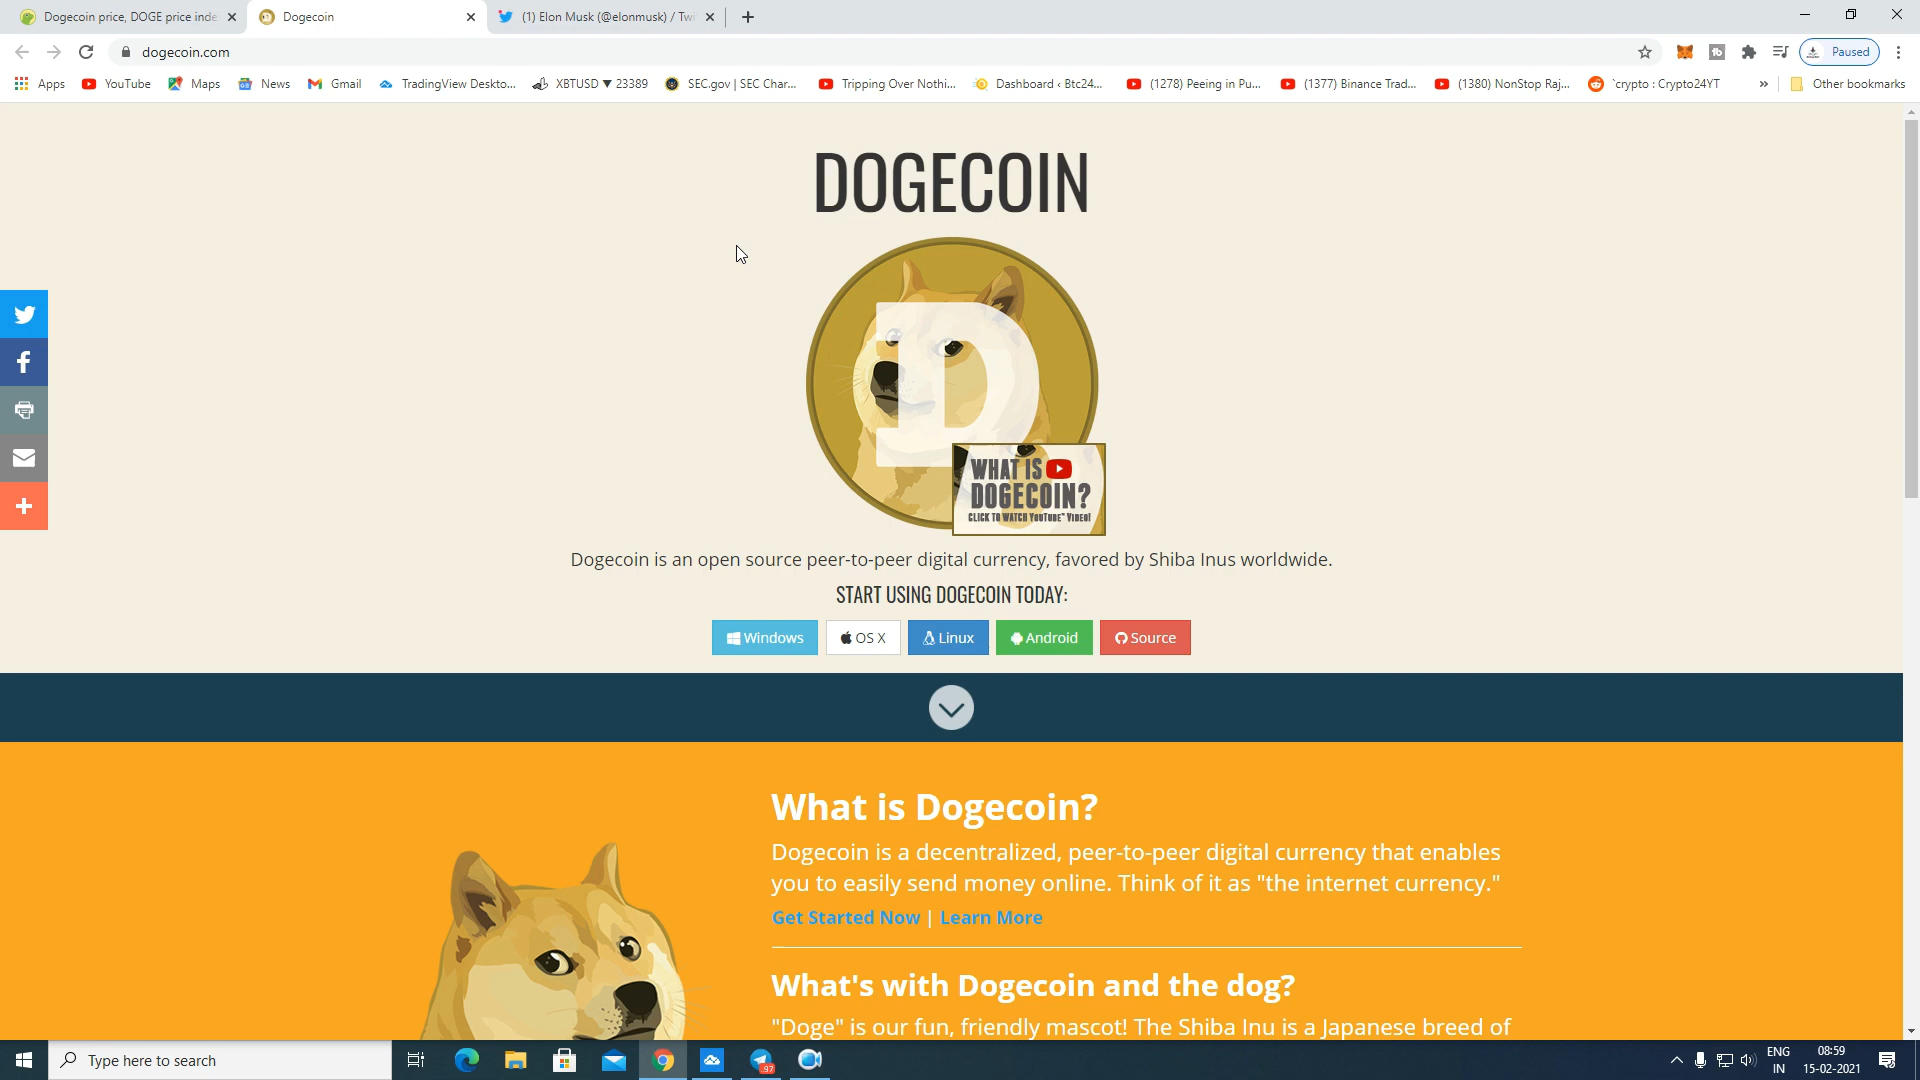 Dogecoin price, DOGE price inde
Dogecoin
(1) Elon Musk (@elonmusk) / Twi
dogecoin.com
Paused
Apps
YouTube
Maps
News
Gmail
TradingView Deskto...
XBTUSD ▼ 23389
SEC.gov | SEC Char...
Tripping Over Nothi...
Dashboard ‹ Btc24...
(1278) Peeing in Pu...
(1377) Binance Trad...
(1380) NonStop Raj...
`crypto : Crypto24YT
»
Other bookmarks
DOGECOIN
D
WHAT IS
DOGECOIN?
CLICK TO WATCH YouTube™ Video!
Dogecoin is an open source peer-to-peer digital currency, favored by Shiba Inus worldwide.
START USING DOGECOIN TODAY:
Windows
OS X
Linux
Android
Source
What is Dogecoin?
Dogecoin is a decentralized, peer-to-peer digital currency that enables
you to easily send money online. Think of it as "the internet currency."
Get Started Now | Learn More
What's with Dogecoin and the dog?
"Doge" is our fun, friendly mascot! The Shiba Inu is a Japanese breed of
Type here to search
97
ENG
IN
08:59
15-02-2021